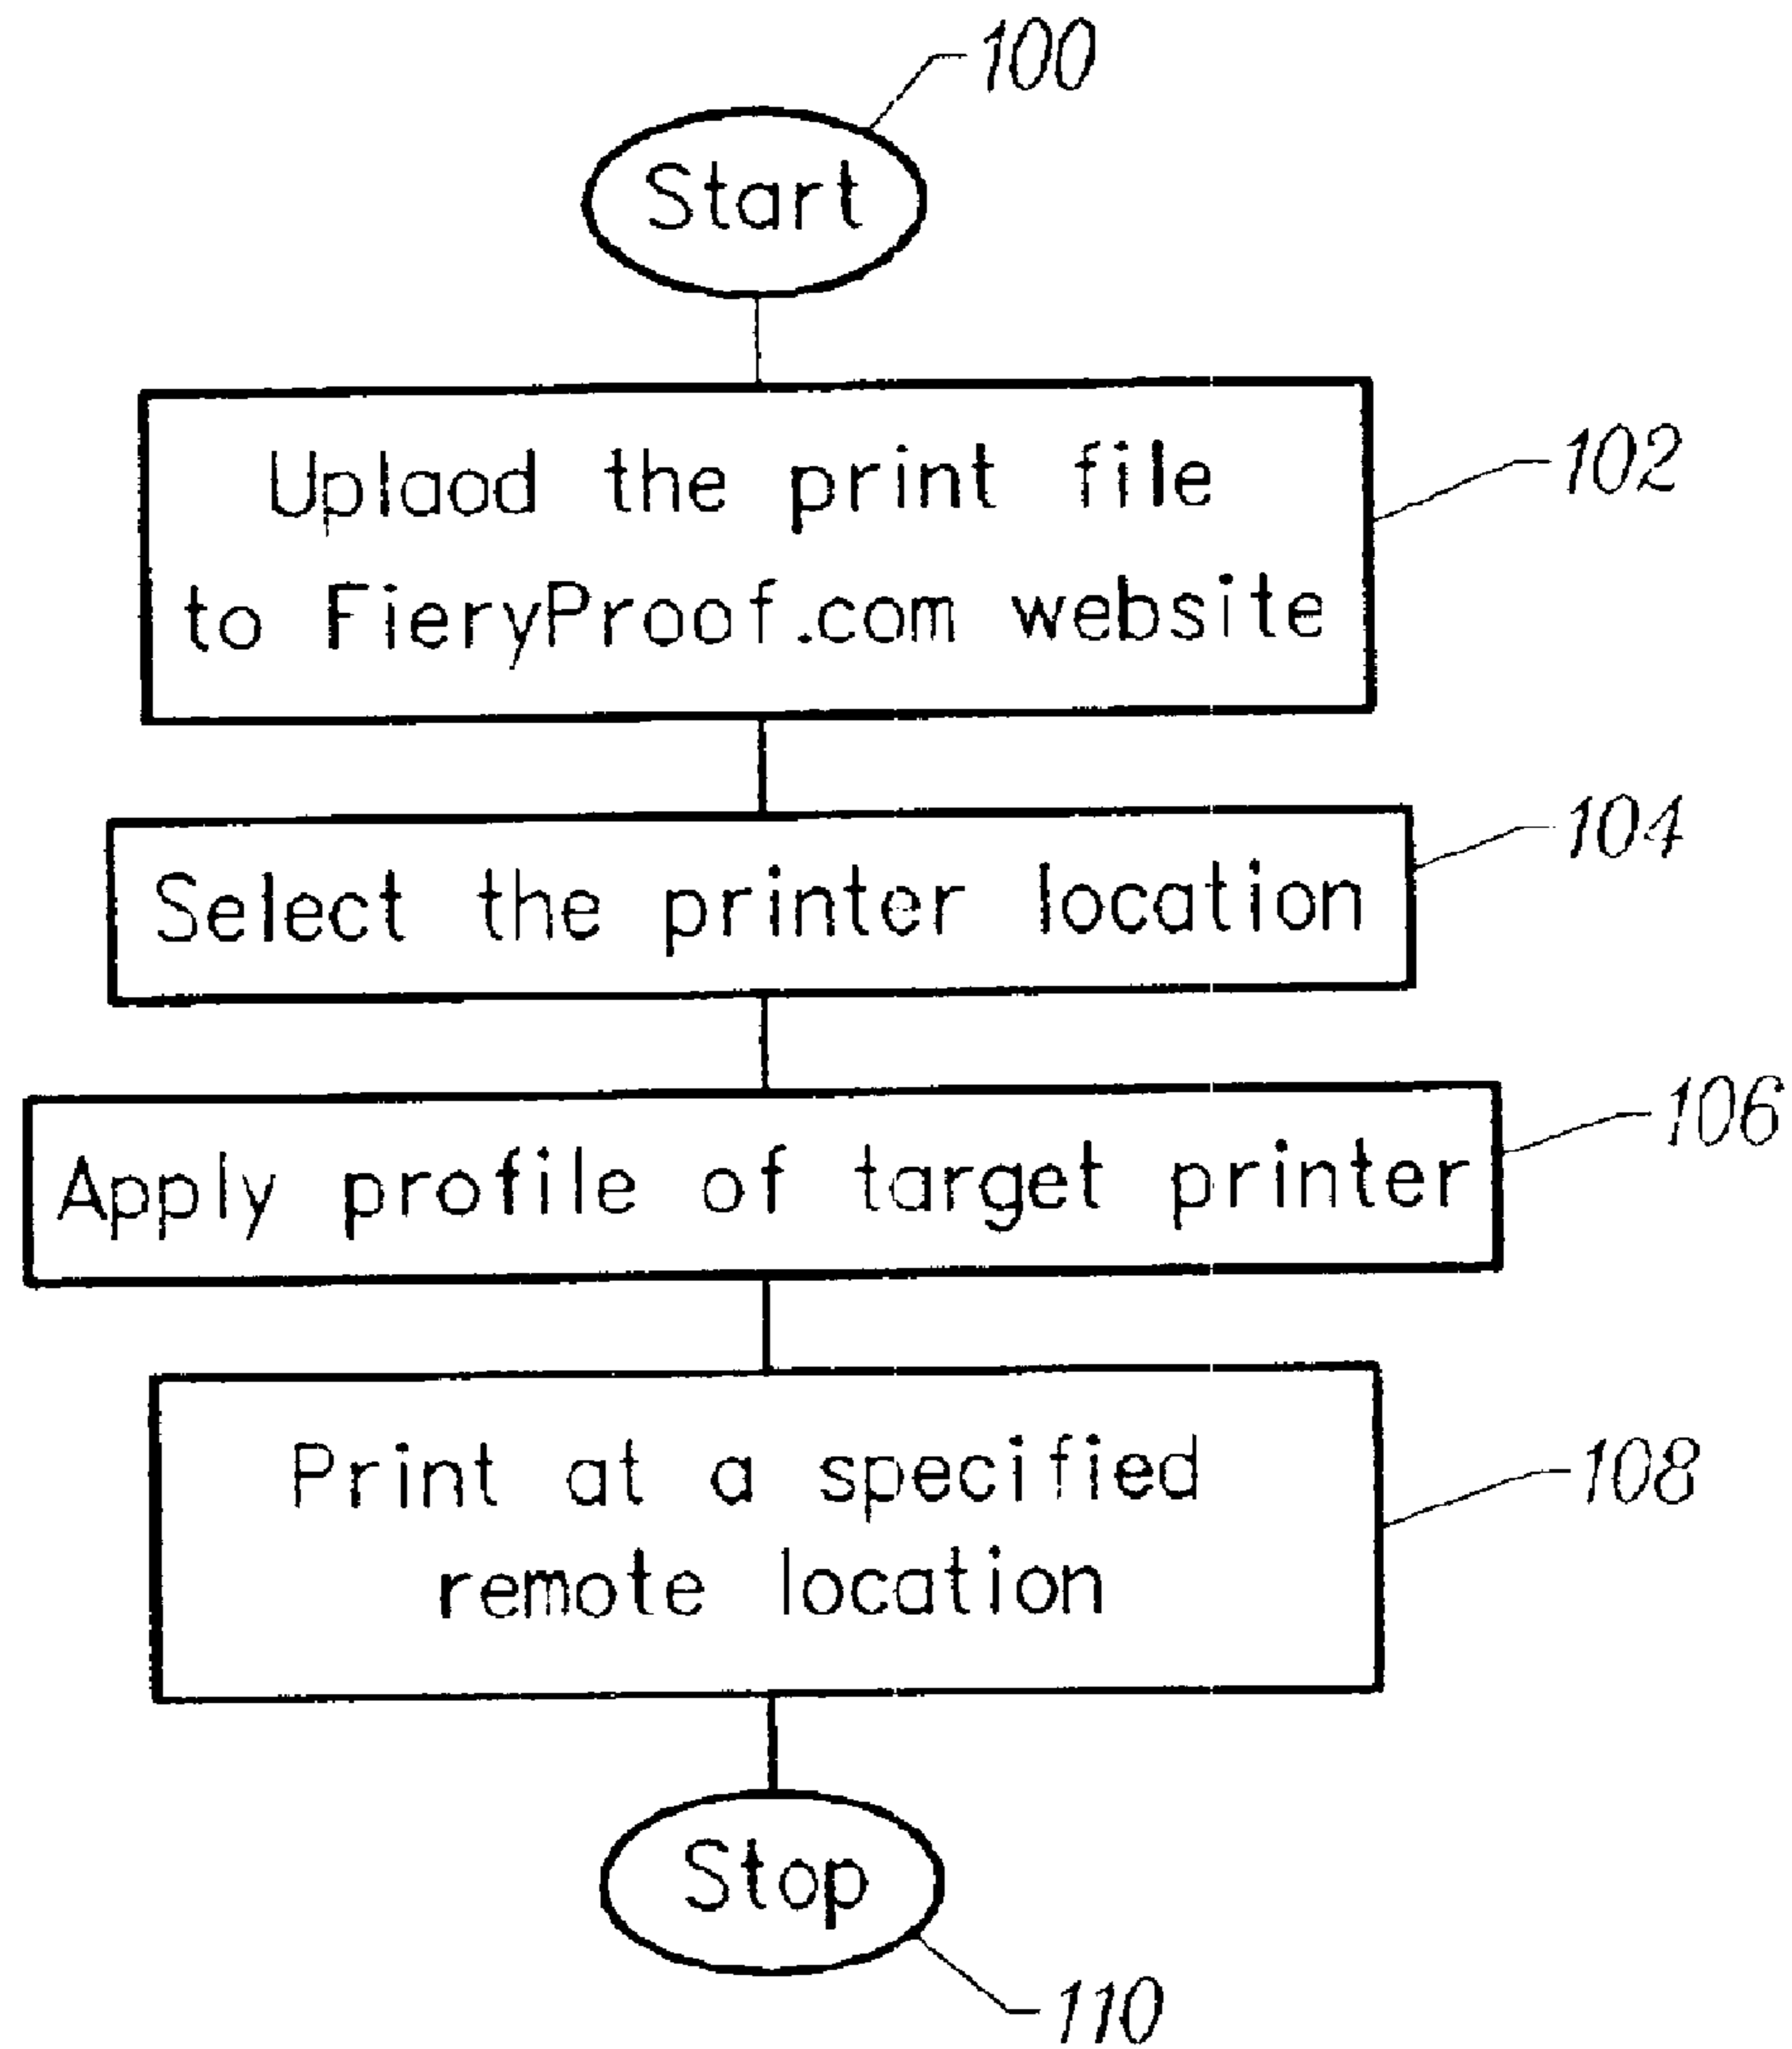 100
Start
Uplaod the print file
102
to FieryProof.com website
104
Select the printer location
106
Apply profile of target printer
Print at a specified
108
remote location
Stop
110